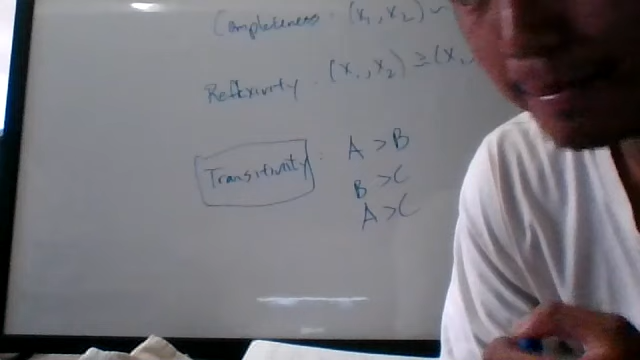 Completeness: (x₁, x₂)
Reflexivity: (x₁, x₂) ≥ (x₁,
Transitivity: A > B
B > C
A > C